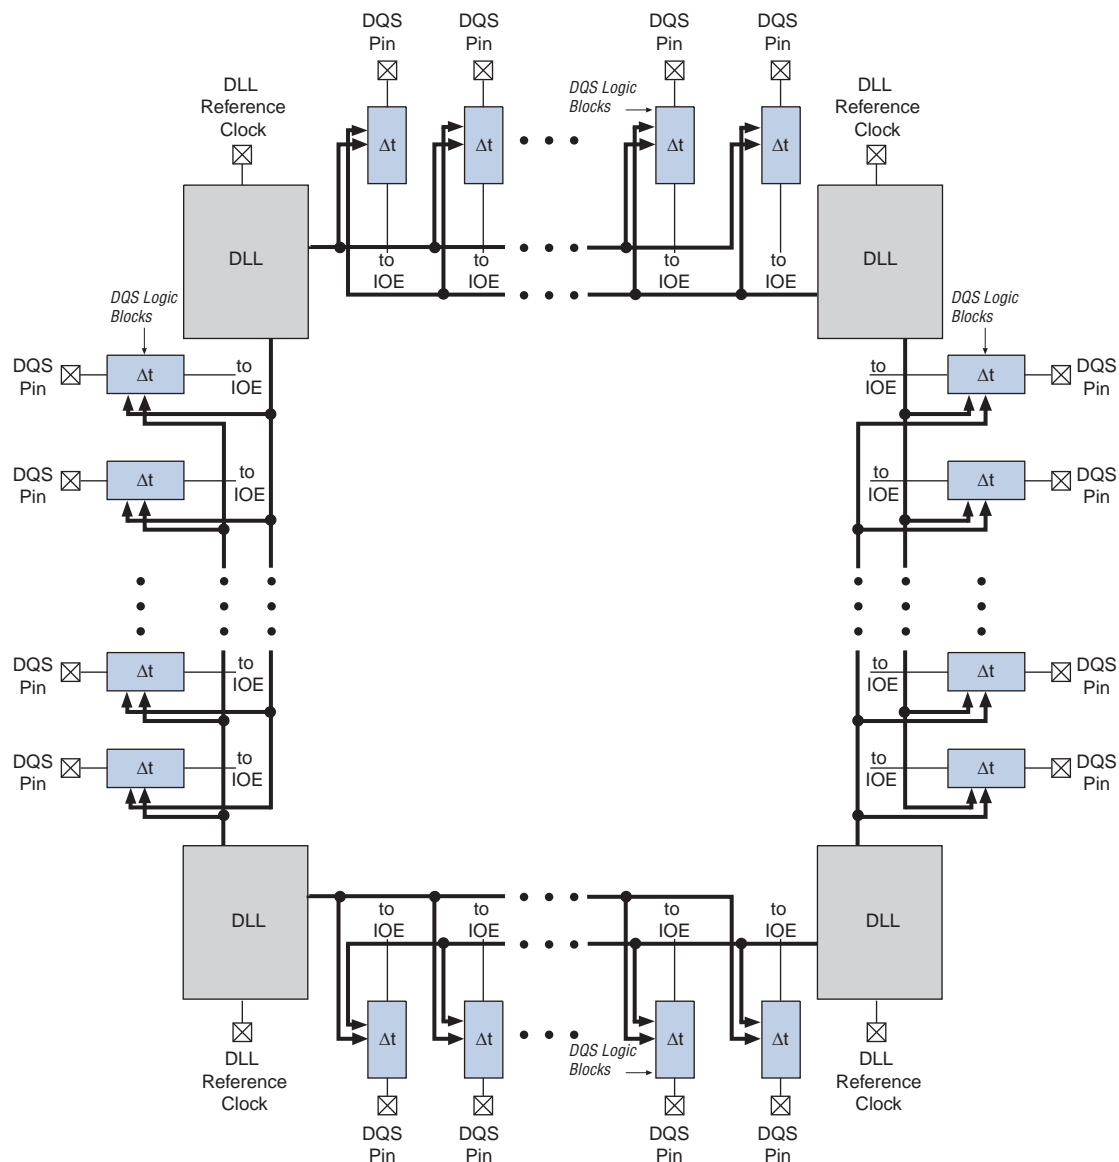 DQS
Pin
DQS
Pin
DQS
Pin
DQS
Pin
DLL
Reference
Clock
DQS Logic
Blocks
DLL
Reference
Clock
Δt
Δt
Δt
Δt
DLL
DLL
to
IOE
to
IOE
to
IOE
to
IOE
DQS Logic
Blocks
DQS Logic
Blocks
DQS
Pin
Δt
to
IOE
to
IOE
Δt
DQS
Pin
DQS
Pin
Δt
to
IOE
to
IOE
Δt
DQS
Pin
DQS
Pin
Δt
to
IOE
to
IOE
Δt
DQS
Pin
DQS
Pin
Δt
to
IOE
to
IOE
Δt
DQS
Pin
DLL
DLL
to
IOE
to
IOE
to
IOE
to
IOE
Δt
Δt
Δt
Δt
DQS Logic
Blocks
DLL
Reference
Clock
DLL
Reference
Clock
DQS
Pin
DQS
Pin
DQS
Pin
DQS
Pin